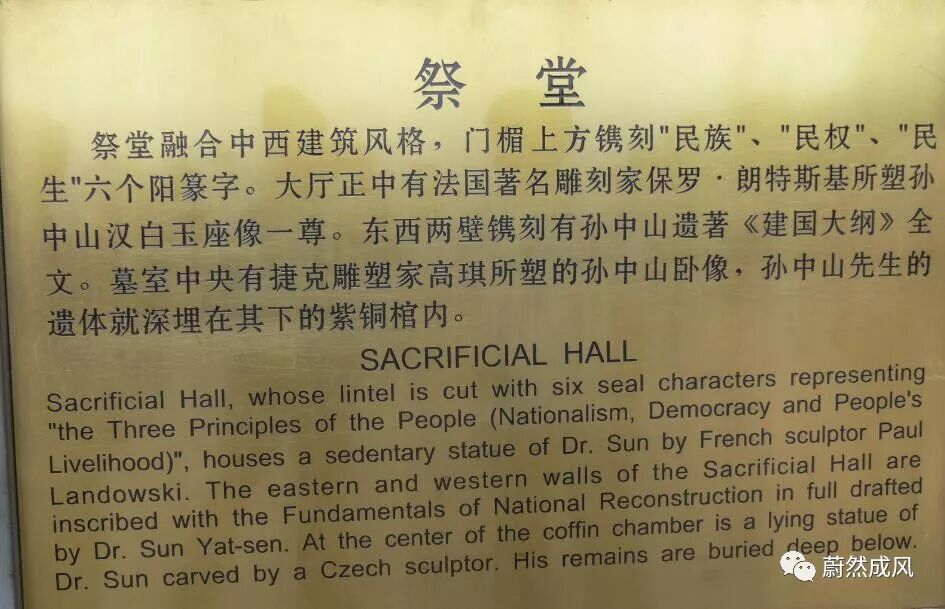 祭 堂
祭堂融合中西建筑风格，门楣上方镌刻"民族"、"民权"、"民
生"六个阳篆字。大厅正中有法国著名雕刻家保罗·朗特斯基所塑孙
中山汉白玉座像一尊。东西两壁镌刻有孙中山遗著《建国大纲》全
文。墓室中央有捷克雕塑家高琪所塑的孙中山卧像，孙中山先生的
遗体就深埋在其下的紫铜棺内。
SACRIFICIAL HALL
Sacrificial Hall, whose lintel is cut with six seal characters representing
"the Three Principles of the People (Nationalism, Democracy and People's
Livelihood)", houses a sedentary statue of Dr. Sun by French sculptor Paul
Landowski. The eastern and western walls of the Sacrificial Hall are
inscribed with the Fundamentals of National Reconstruction in full drafted
by Dr. Sun Yat-sen. At the center of the coffin chamber is a lying statue of
Dr. Sun carved by a Czech sculptor. His remains are buried deep below.
蔚然成风